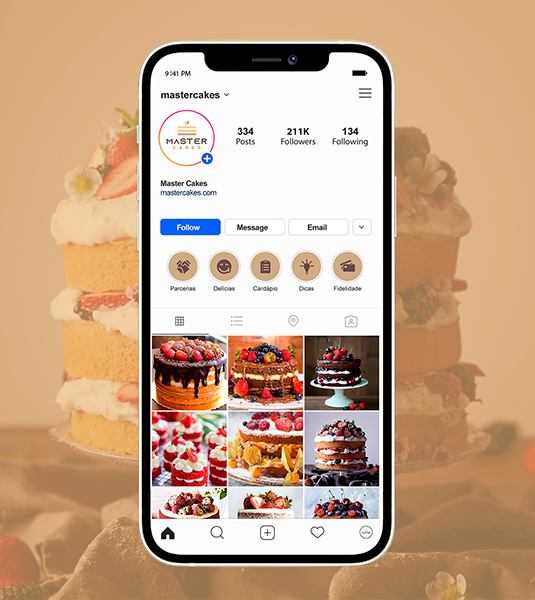 9:41 PM
mastercakes
MASTER
CAKES
334
Posts
211K
Followers
134
Following
Master Cakes
mastercakes.com
Follow
Message
Email
Parcerias
Delícias
Cardápio
Dicas
Fidelidade